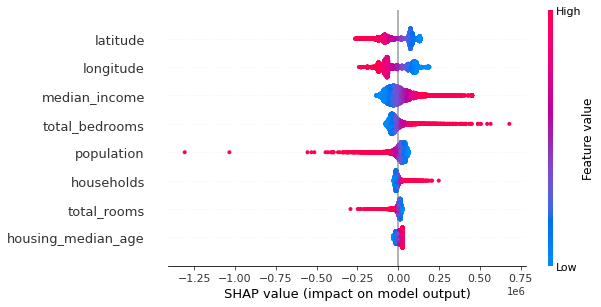 High
latitude
longitude
median_income
total_bedrooms
population
households
total_rooms
housing_median_age
Feature value
Low
−1.25 −1.00 −0.75 −0.50 −0.25 0.00 0.25 0.50 0.75
1e6
SHAP value (impact on model output)